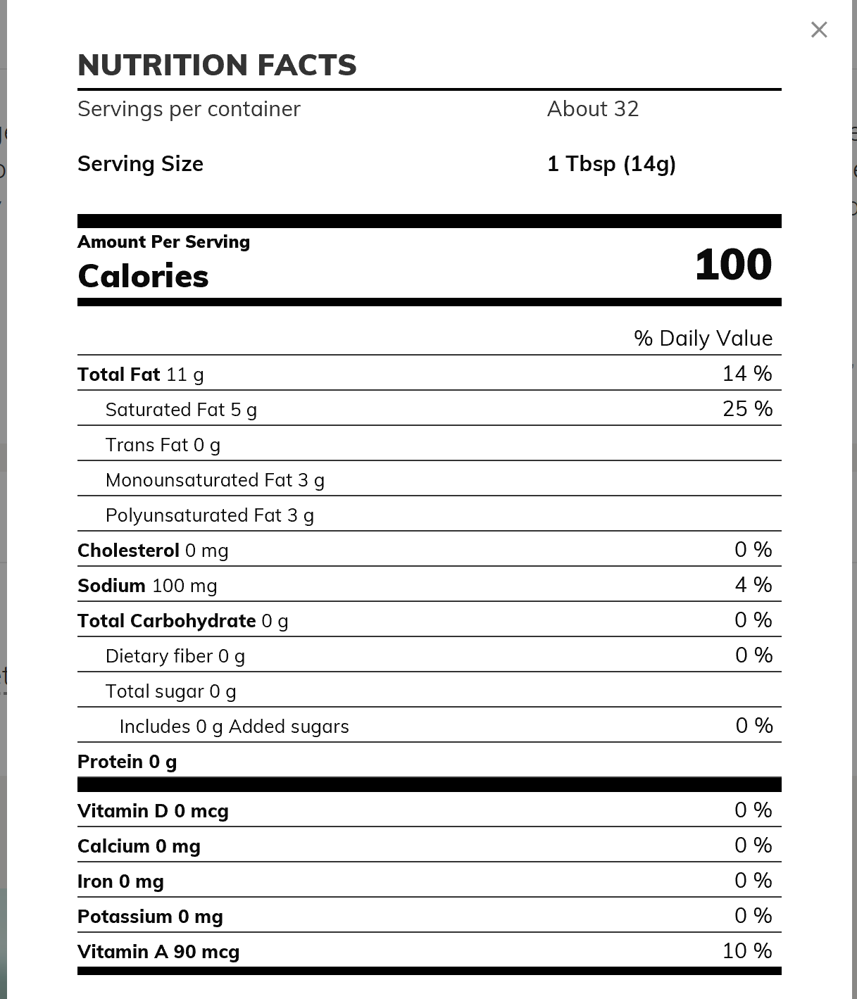 NUTRITION FACTS
Servings per container About 32
Serving Size 1 Tbsp (14g)
Amount Per Serving
Calories 100
% Daily Value
Total Fat 11 g 14 %
Saturated Fat 5 g 25 %
Trans Fat 0 g
Monounsaturated Fat 3 g
Polyunsaturated Fat 3 g
Cholesterol 0 mg 0 %
Sodium 100 mg 4 %
Total Carbohydrate 0 g 0 %
Dietary fiber 0 g 0 %
Total sugar 0 g
Includes 0 g Added sugars 0 %
Protein 0 g
Vitamin D 0 mcg 0 %
Calcium 0 mg 0 %
Iron 0 mg 0 %
Potassium 0 mg 0 %
Vitamin A 90 mcg 10 %